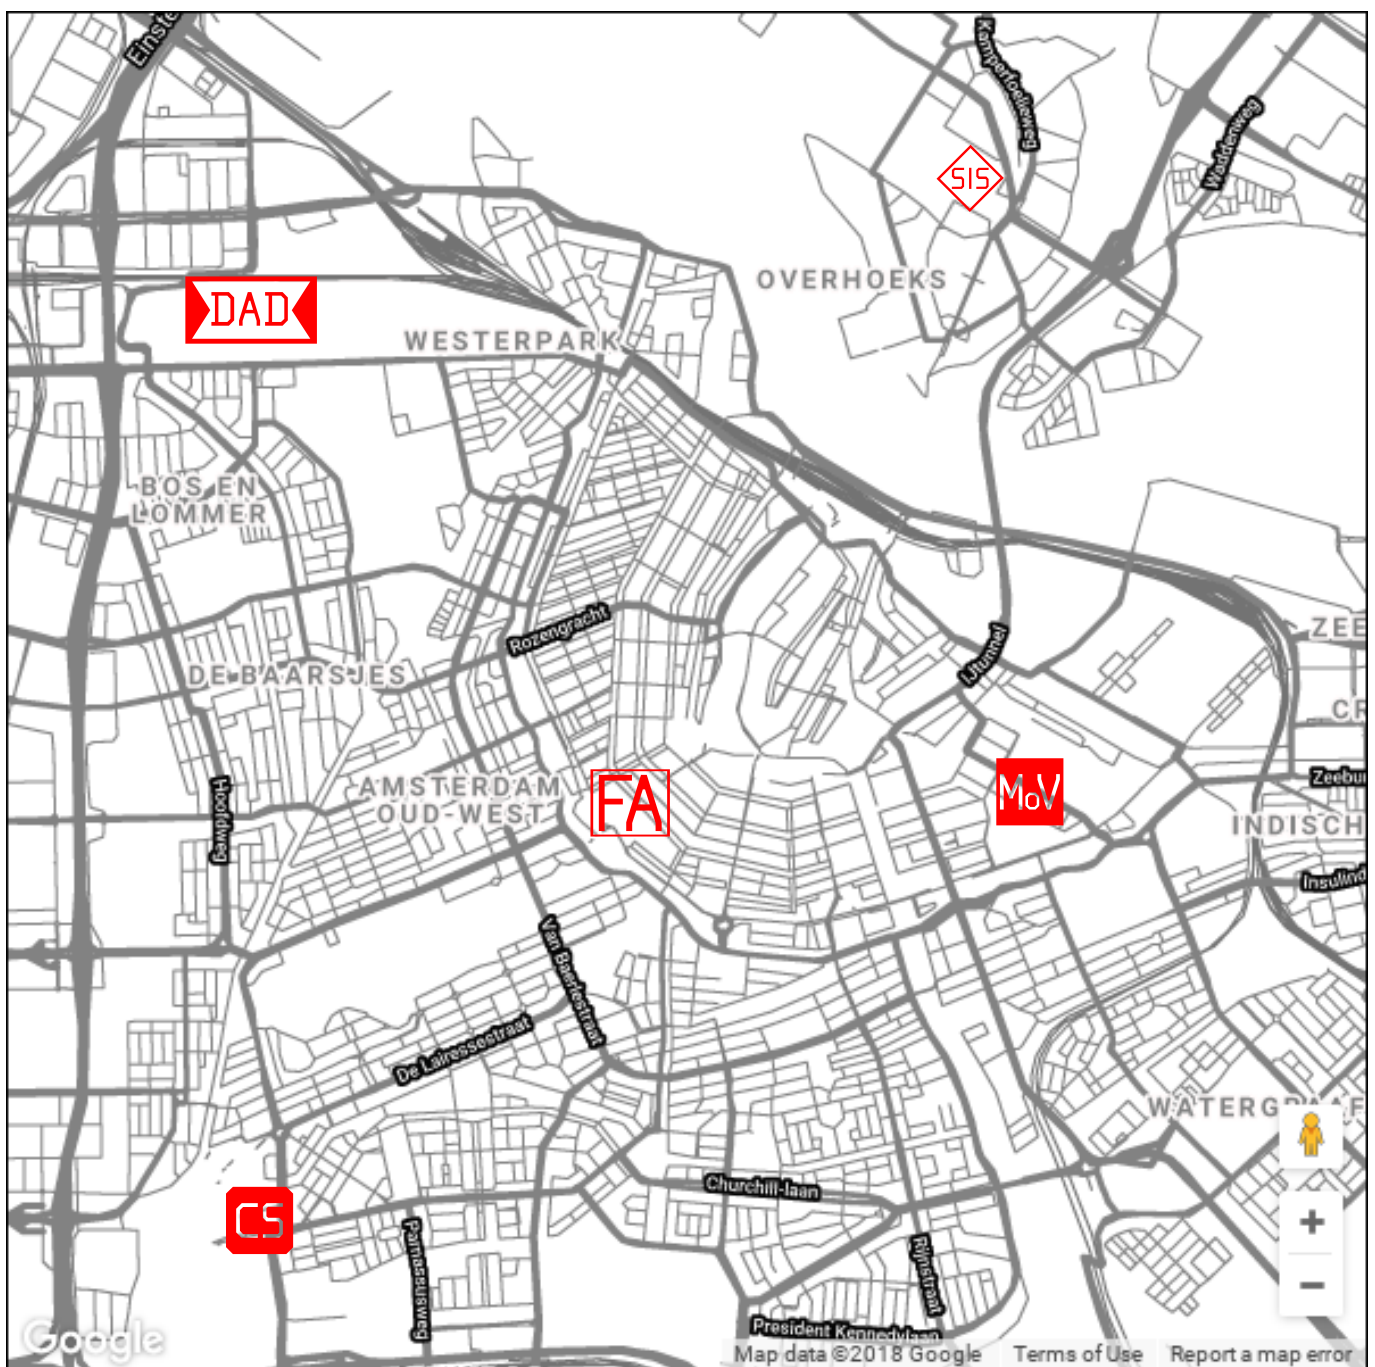 Einste
Kamperfoelieweg
Waddenweg
SIS
OVERHOEKS
DAD
WESTERPARK
BOS EN
LOMMER
Rozengracht
ZEE
IJtunnel
DE BAARSJES
CR
AMSTERDAM
OUD-WEST
FA
MoV
Zeebur
Hoofdweg
INDISCH
Insulind
Van Baerlestraat
De Lairessestraat
WATERGRAAF
Churchill-laan
CS
Parnassusweg
Rijnstraat
President Kennedylaan
Google
Map data ©2018 Google
Terms of Use
Report a map error